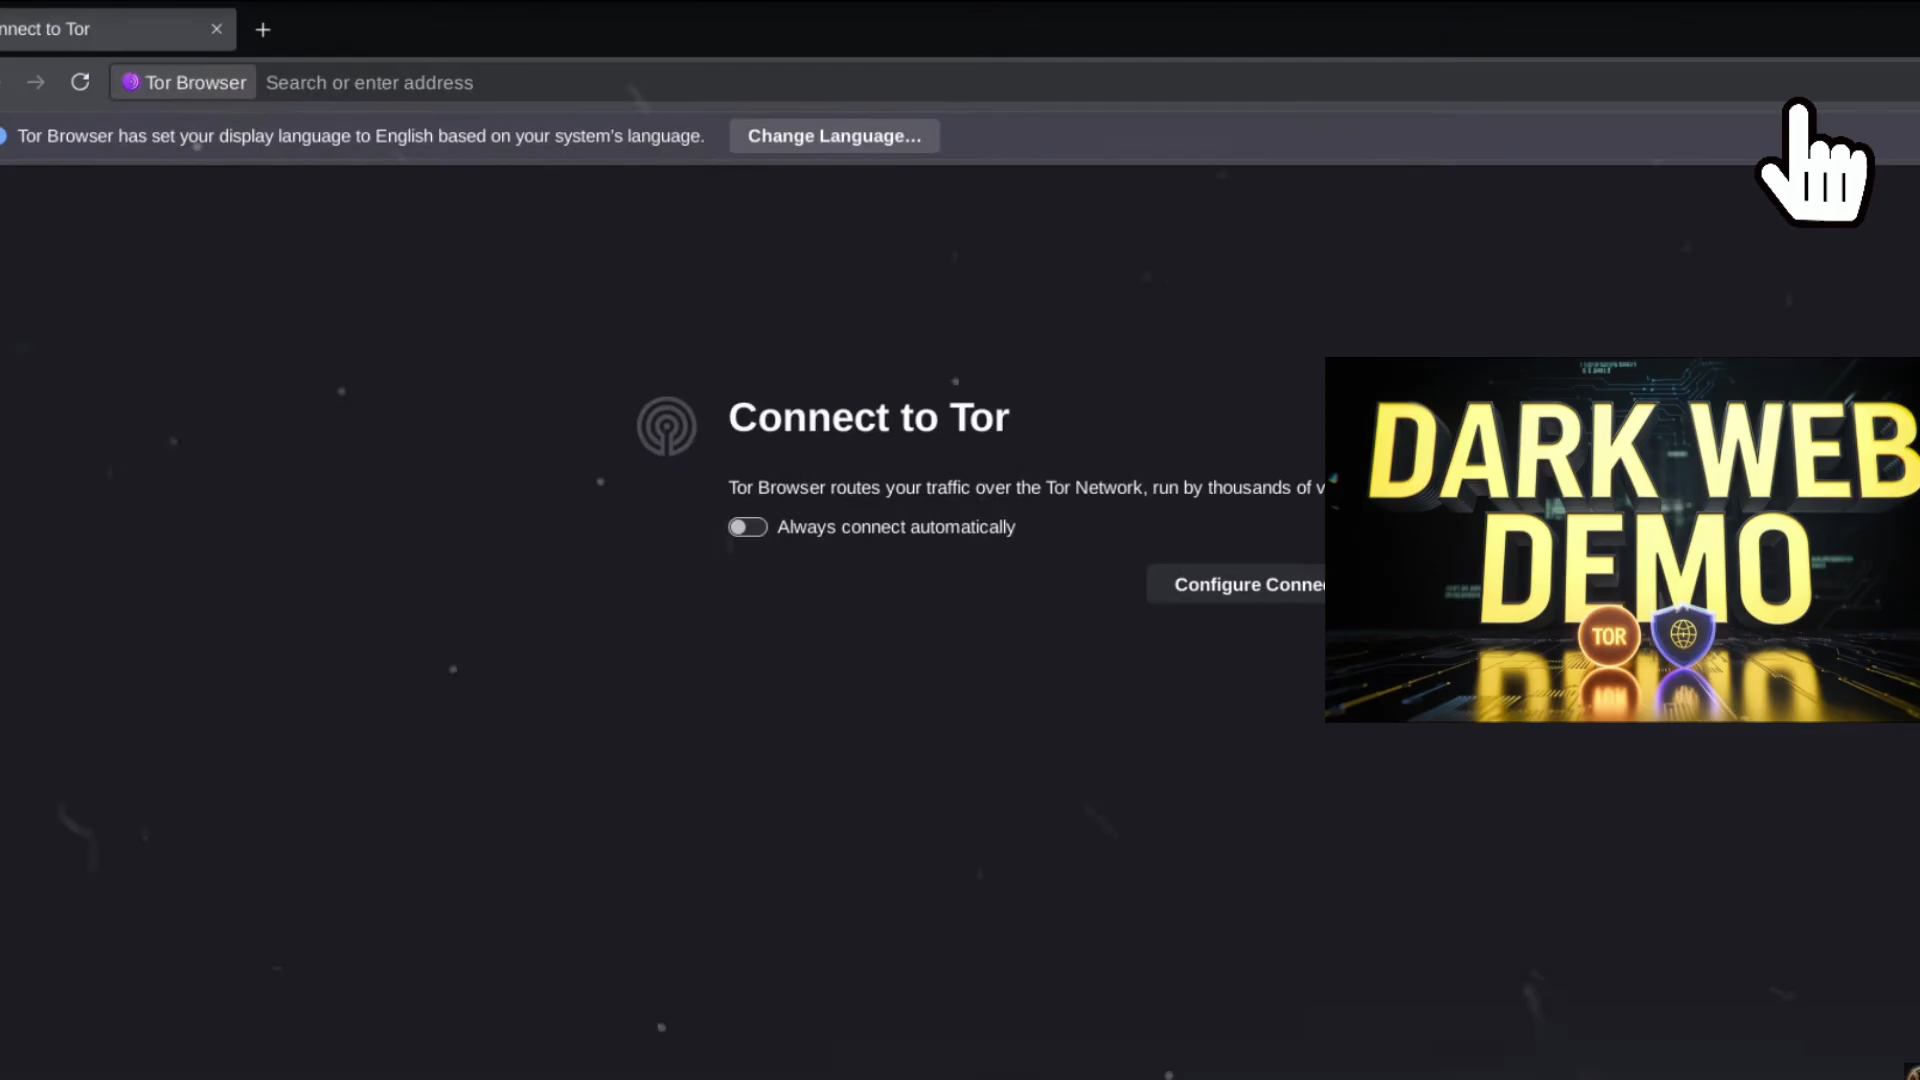 nnect to Tor
Tor Browser Search or enter address
Tor Browser has set your display language to English based on your system's language. Change Language...
Connect to Tor
Tor Browser routes your traffic over the Tor Network, run by thousands of v
Always connect automatically
Configure Connec
DARK WEB
DEMO
TOR